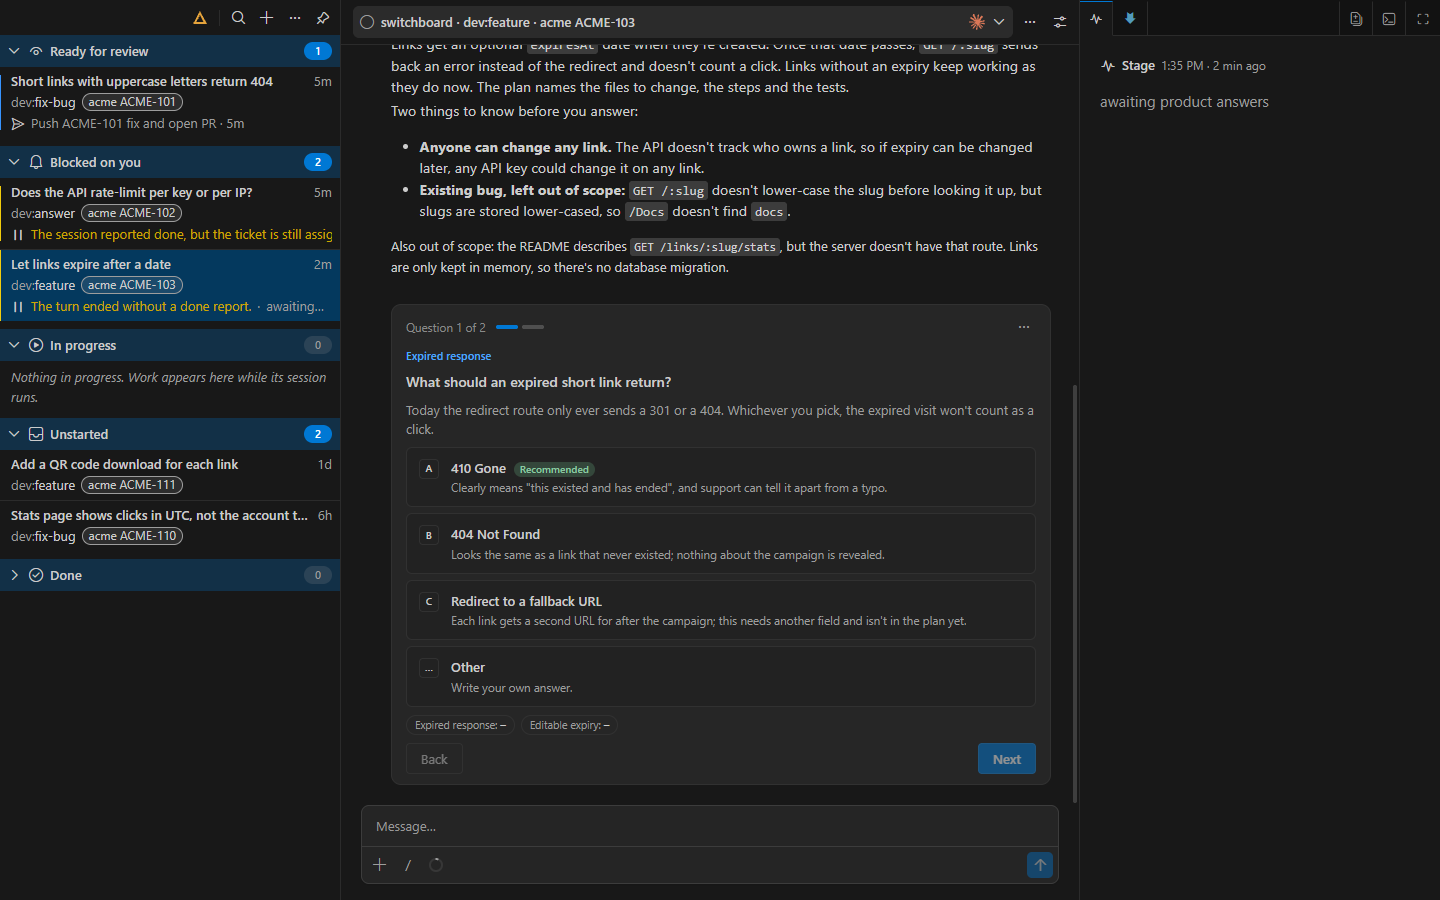 Ready for review
1
Short links with uppercase letters return 404
5m
dev:fix-bug
acme ACME-101
Push ACME-101 fix and open PR · 5m
Blocked on you
2
Does the API rate-limit per key or per IP?
5m
dev:answer
acme ACME-102
The session reported done, but the ticket is still assig
Let links expire after a date
2m
dev:feature
acme ACME-103
The turn ended without a done report. · awaiting...
In progress
0
Nothing in progress. Work appears here while its session
runs.
Unstarted
2
Add a QR code download for each link
1d
dev:feature
acme ACME-111
Stats page shows clicks in UTC, not the account t...
6h
dev:fix-bug
acme ACME-110
Done
0
switchboard · dev:feature · acme ACME-103
Links get an optional expiresAt date when they're created. Once that date passes, GET /:slug sends
back an error instead of the redirect and doesn't count a click. Links without an expiry keep working as
they do now. The plan names the files to change, the steps and the tests.
Two things to know before you answer:
• Anyone can change any link. The API doesn't track who owns a link, so if expiry can be changed
later, any API key could change it on any link.
• Existing bug, left out of scope: GET /:slug doesn't lower-case the slug before looking it up, but
slugs are stored lower-cased, so /Docs doesn't find docs.
Also out of scope: the README describes GET /links/:slug/stats, but the server doesn't have that route. Links
are only kept in memory, so there's no database migration.
Question 1 of 2
Expired response
What should an expired short link return?
Today the redirect route only ever sends a 301 or a 404. Whichever you pick, the expired visit won't count as a
click.
A
410 Gone
Recommended
Clearly means "this existed and has ended", and support can tell it apart from a typo.
B
404 Not Found
Looks the same as a link that never existed; nothing about the campaign is revealed.
C
Redirect to a fallback URL
Each link gets a second URL for after the campaign; this needs another field and isn't in the plan yet.
...
Other
Write your own answer.
Expired response: –
Editable expiry: –
Back
Next
Message...
/
Stage
1:35 PM · 2 min ago
awaiting product answers